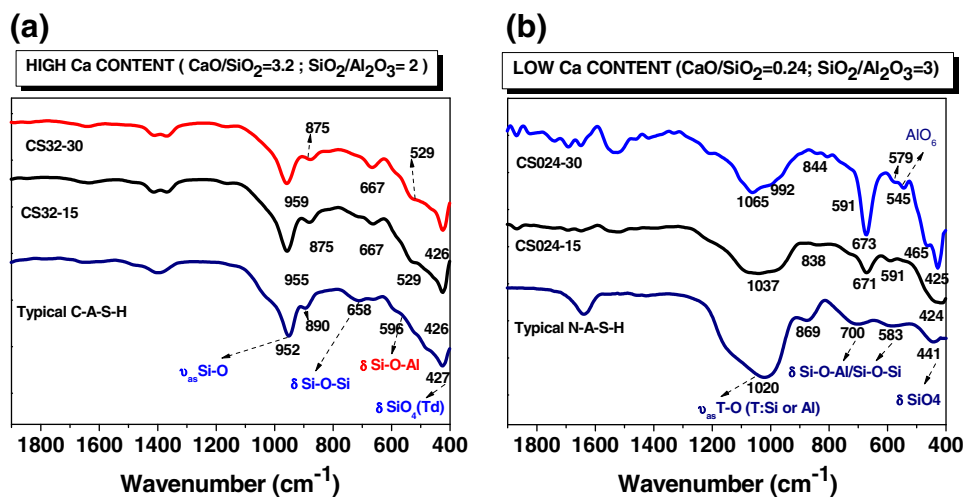 (a)
HIGH Ca CONTENT ( CaO/SiO₂=3.2 ; SiO₂/Al₂O₃= 2 )
875
CS32-30
529
667
959
CS32-15
875
667
426
529
955
Typical C-A-S-H
658
890
596
426
952
δ Si-O-Al
υₐₛSi-O
δ Si-O-Si
427
δ SiO₄(Td)
1800 1600 1400 1200 1000 800 600 400
Wavenumber (cm⁻¹)
(b)
LOW Ca CONTENT (CaO/SiO₂=0.24; SiO₂/Al₂O₃=3)
AlO₆
579
CS024-30
844
992
545
1065
591
673
465
CS024-15
425
838
591
671
1037
424
Typical N-A-S-H
869
700
583
441
1020
δ Si-O-Al/Si-O-Si
υₐₛT-O (T:Si or Al)
δ SiO4
1800 1600 1400 1200 1000 800 600 400
Wavenumber (cm⁻¹)